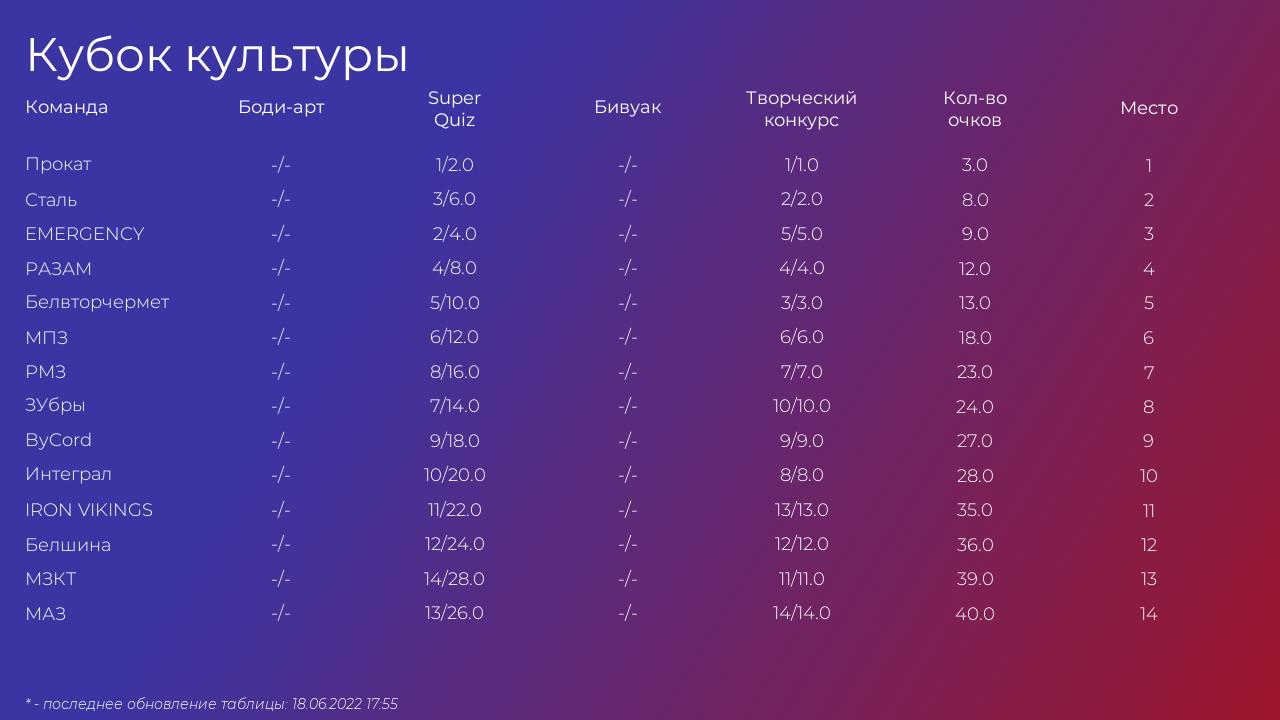 Кубок культуры
Команда Боди-арт Super Quiz Бивуак Творческий конкурс Кол-во очков Место
Прокат -/- 1/2.0 -/- 1/1.0 3.0 1
Сталь -/- 3/6.0 -/- 2/2.0 8.0 2
EMERGENCY -/- 2/4.0 -/- 5/5.0 9.0 3
РАЗАМ -/- 4/8.0 -/- 4/4.0 12.0 4
Белвторчермет -/- 5/10.0 -/- 3/3.0 13.0 5
МПЗ -/- 6/12.0 -/- 6/6.0 18.0 6
РМЗ -/- 8/16.0 -/- 7/7.0 23.0 7
ЗУбры -/- 7/14.0 -/- 10/10.0 24.0 8
ByCord -/- 9/18.0 -/- 9/9.0 27.0 9
Интеграл -/- 10/20.0 -/- 8/8.0 28.0 10
IRON VIKINGS -/- 11/22.0 -/- 13/13.0 35.0 11
Белшина -/- 12/24.0 -/- 12/12.0 36.0 12
МЗКТ -/- 14/28.0 -/- 11/11.0 39.0 13
МАЗ -/- 13/26.0 -/- 14/14.0 40.0 14
* - последнее обновление таблицы: 18.06.2022 17:55